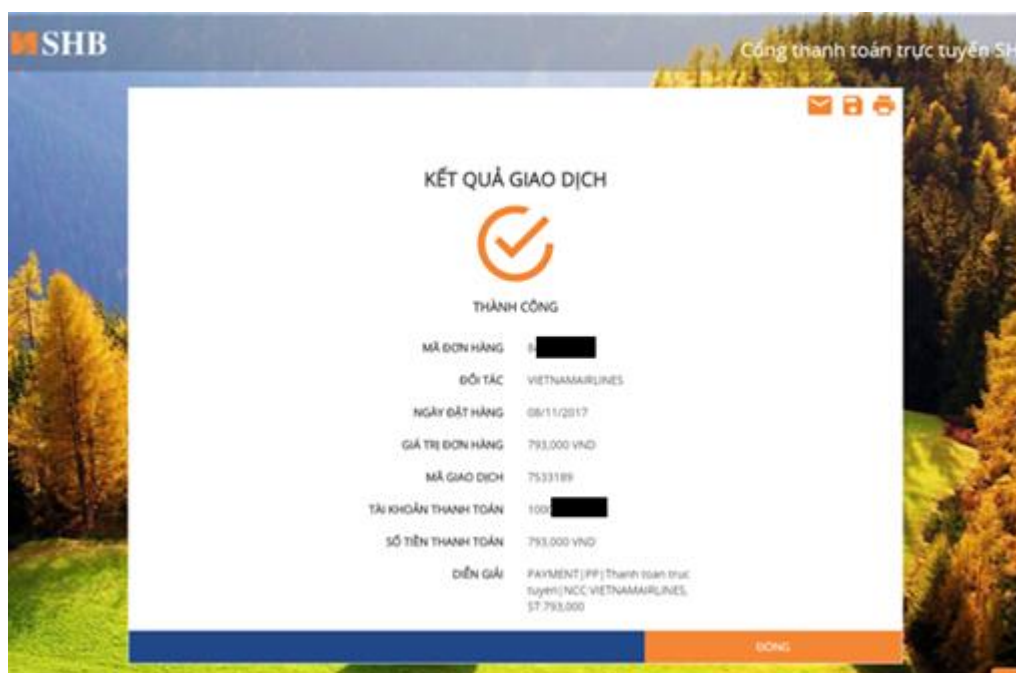 SHB
Cổng thanh toán trực tuyến SH
KẾT QUẢ GIAO DỊCH
THÀNH CÔNG
MÃ ĐƠN HÀNG
ĐỐI TÁC VIETNAMAIRLINES
NGÀY ĐẶT HÀNG 08/11/2017
GIÁ TRỊ ĐƠN HÀNG 793,000 VND
MÃ GIAO DỊCH 7533189
TÀI KHOẢN THANH TOÁN 100
SỐ TIỀN THANH TOÁN 793,000 VND
DIỄN GIẢI PAYMENT|PP|Thanh toan truc
tuyen|NCC:VIETNAMAIRLINES,
ST:793,000
ĐÓNG